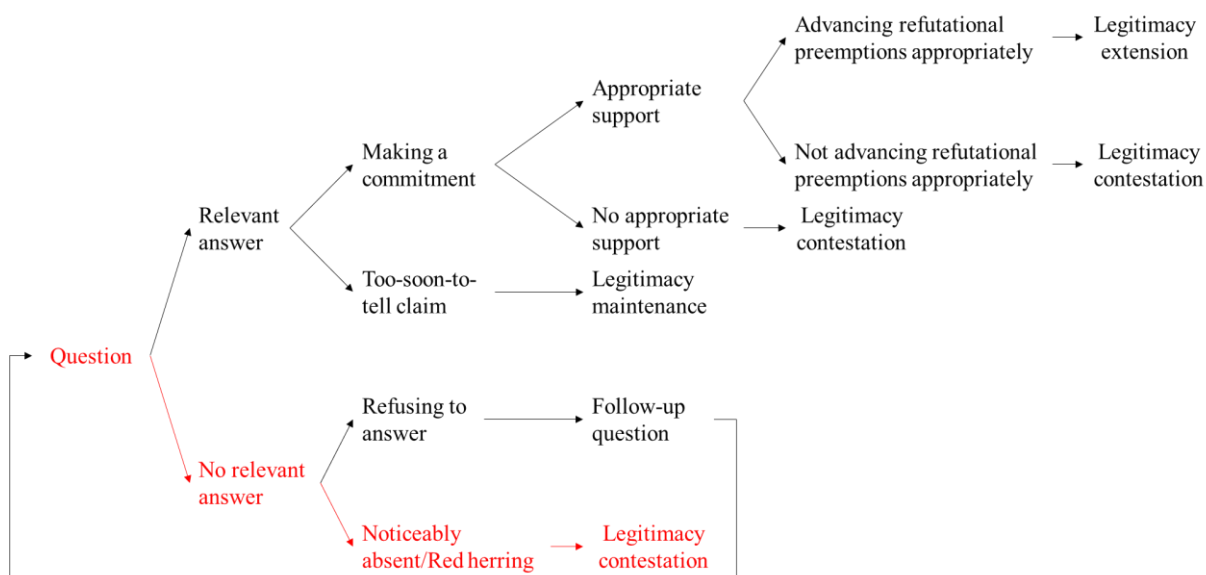 Advancing refutational
preemptions appropriately
Legitimacy
extension
Appropriate
support
Making a
commitment
Not advancing refutational
preemptions appropriately
Legitimacy
contestation
Relevant
answer
No appropriate
support
Legitimacy
contestation
Too-soon-to-
tell claim
Legitimacy
maintenance
Question
Refusing to
answer
Follow-up
question
No relevant
answer
Noticeably
absent/Red herring
Legitimacy
contestation